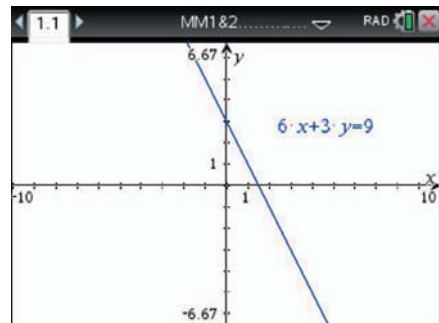 1.1 MM1&2............. RAD
6.67 y
6·x+3·y=9
1
x
-10 1 10
-6.67